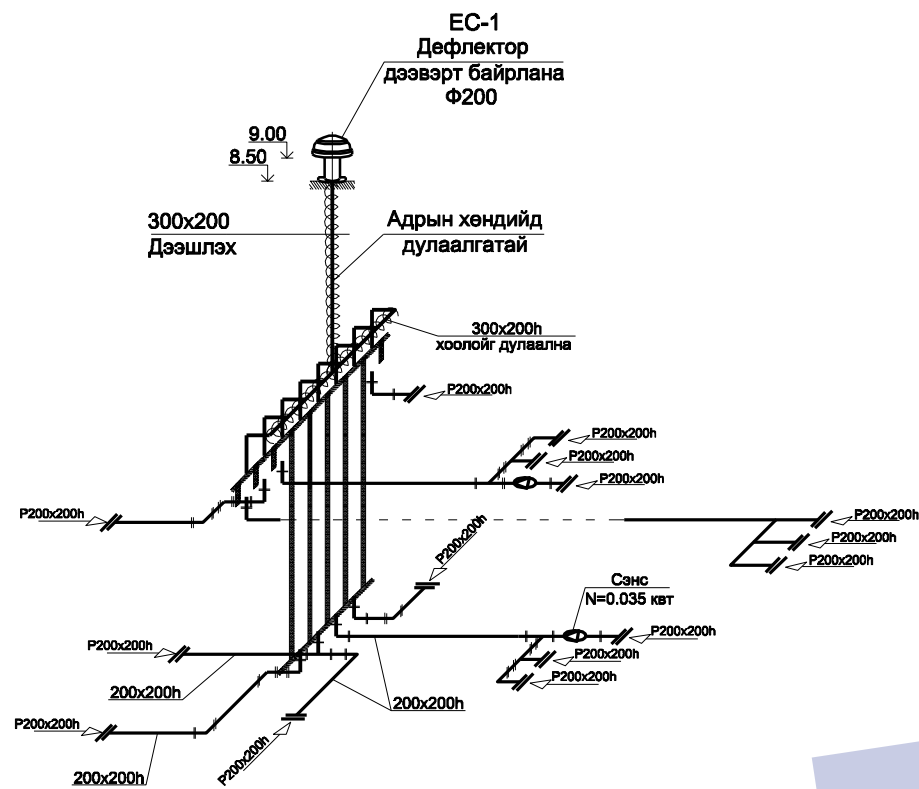 ЕС-1
Дефлектор
дээвэрт байрлана
Ф200
9.00
8.50
300x200
Дээшлэх
Адрын хөндийд
дулаалгатай
300x200h
хоолойг дулаална
P200x200h
P200x200h
P200x200h
P200x200h
P200x200h
P200x200h
P200x200h
P200x200h
P200x200h
Сэнс
N=0.035 квт
P200x200h
P200x200h
P200x200h
P200x200h
200x200h
200x200h
P200x200h
P200x200h
200x200h